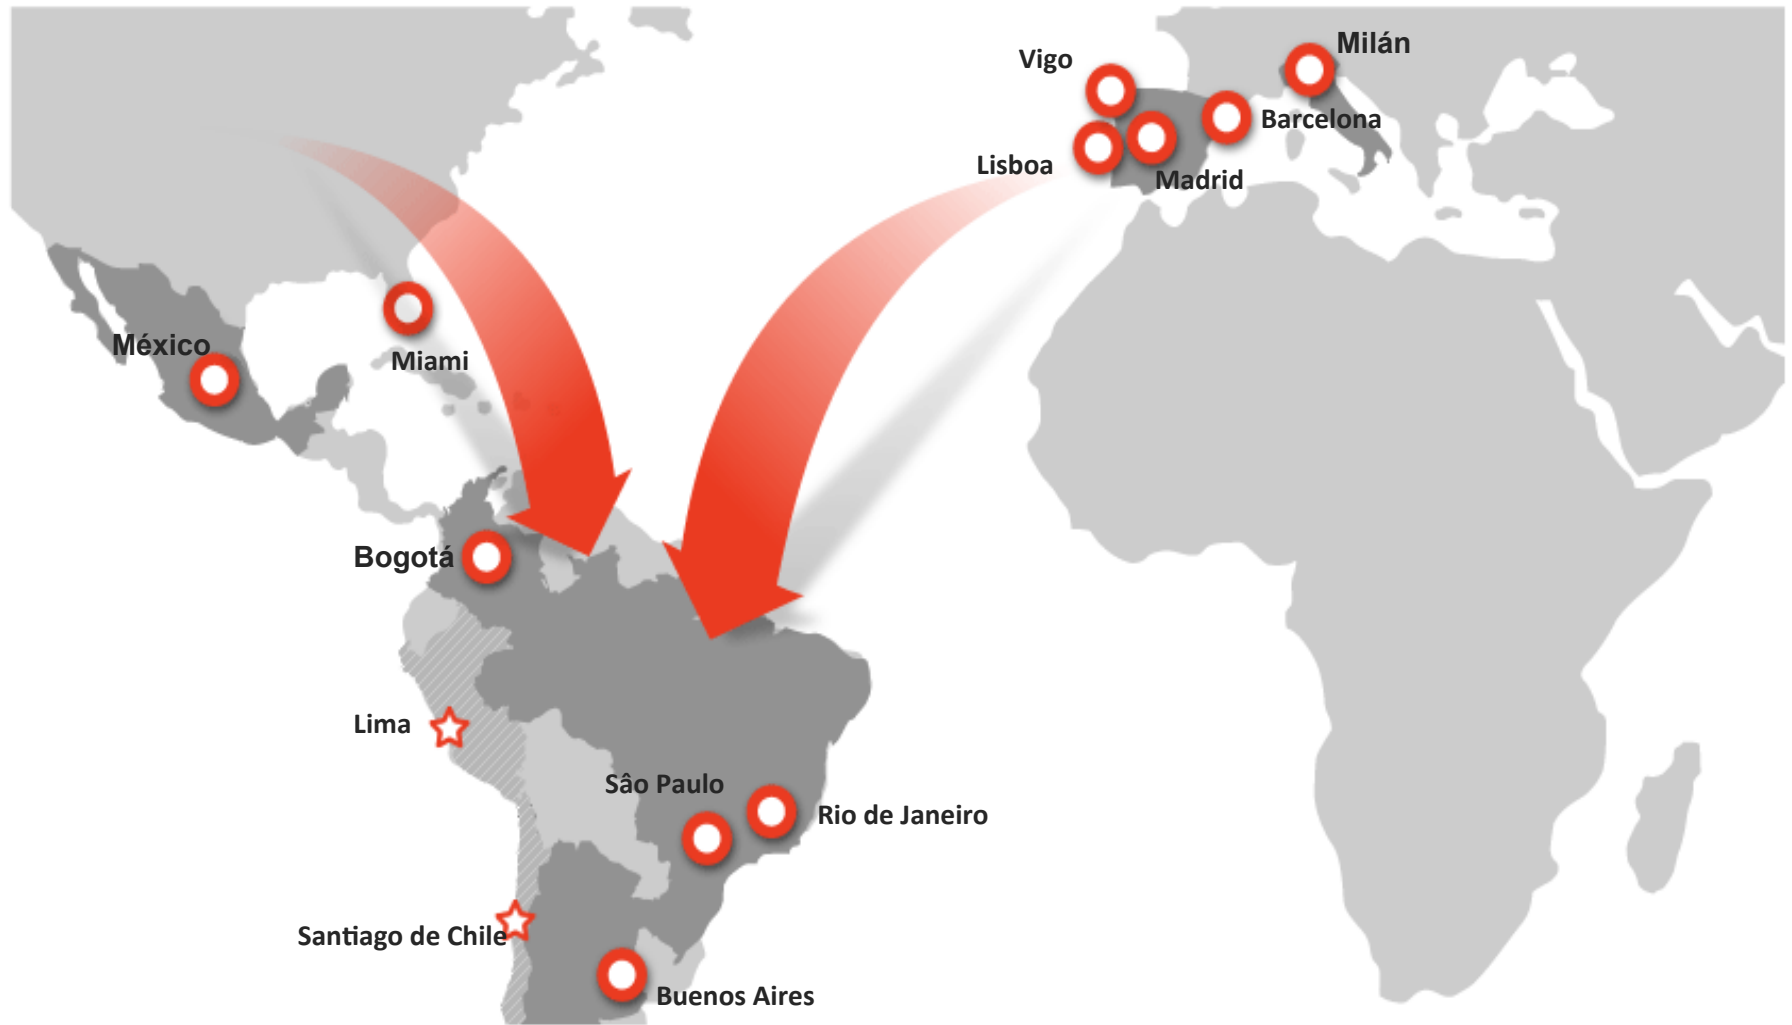 Milán
Vigo
Barcelona
Lisboa
Madrid
México
Miami
Bogotá
Lima
Sâo Paulo
Rio de Janeiro
Santiago de Chile
Buenos Aires